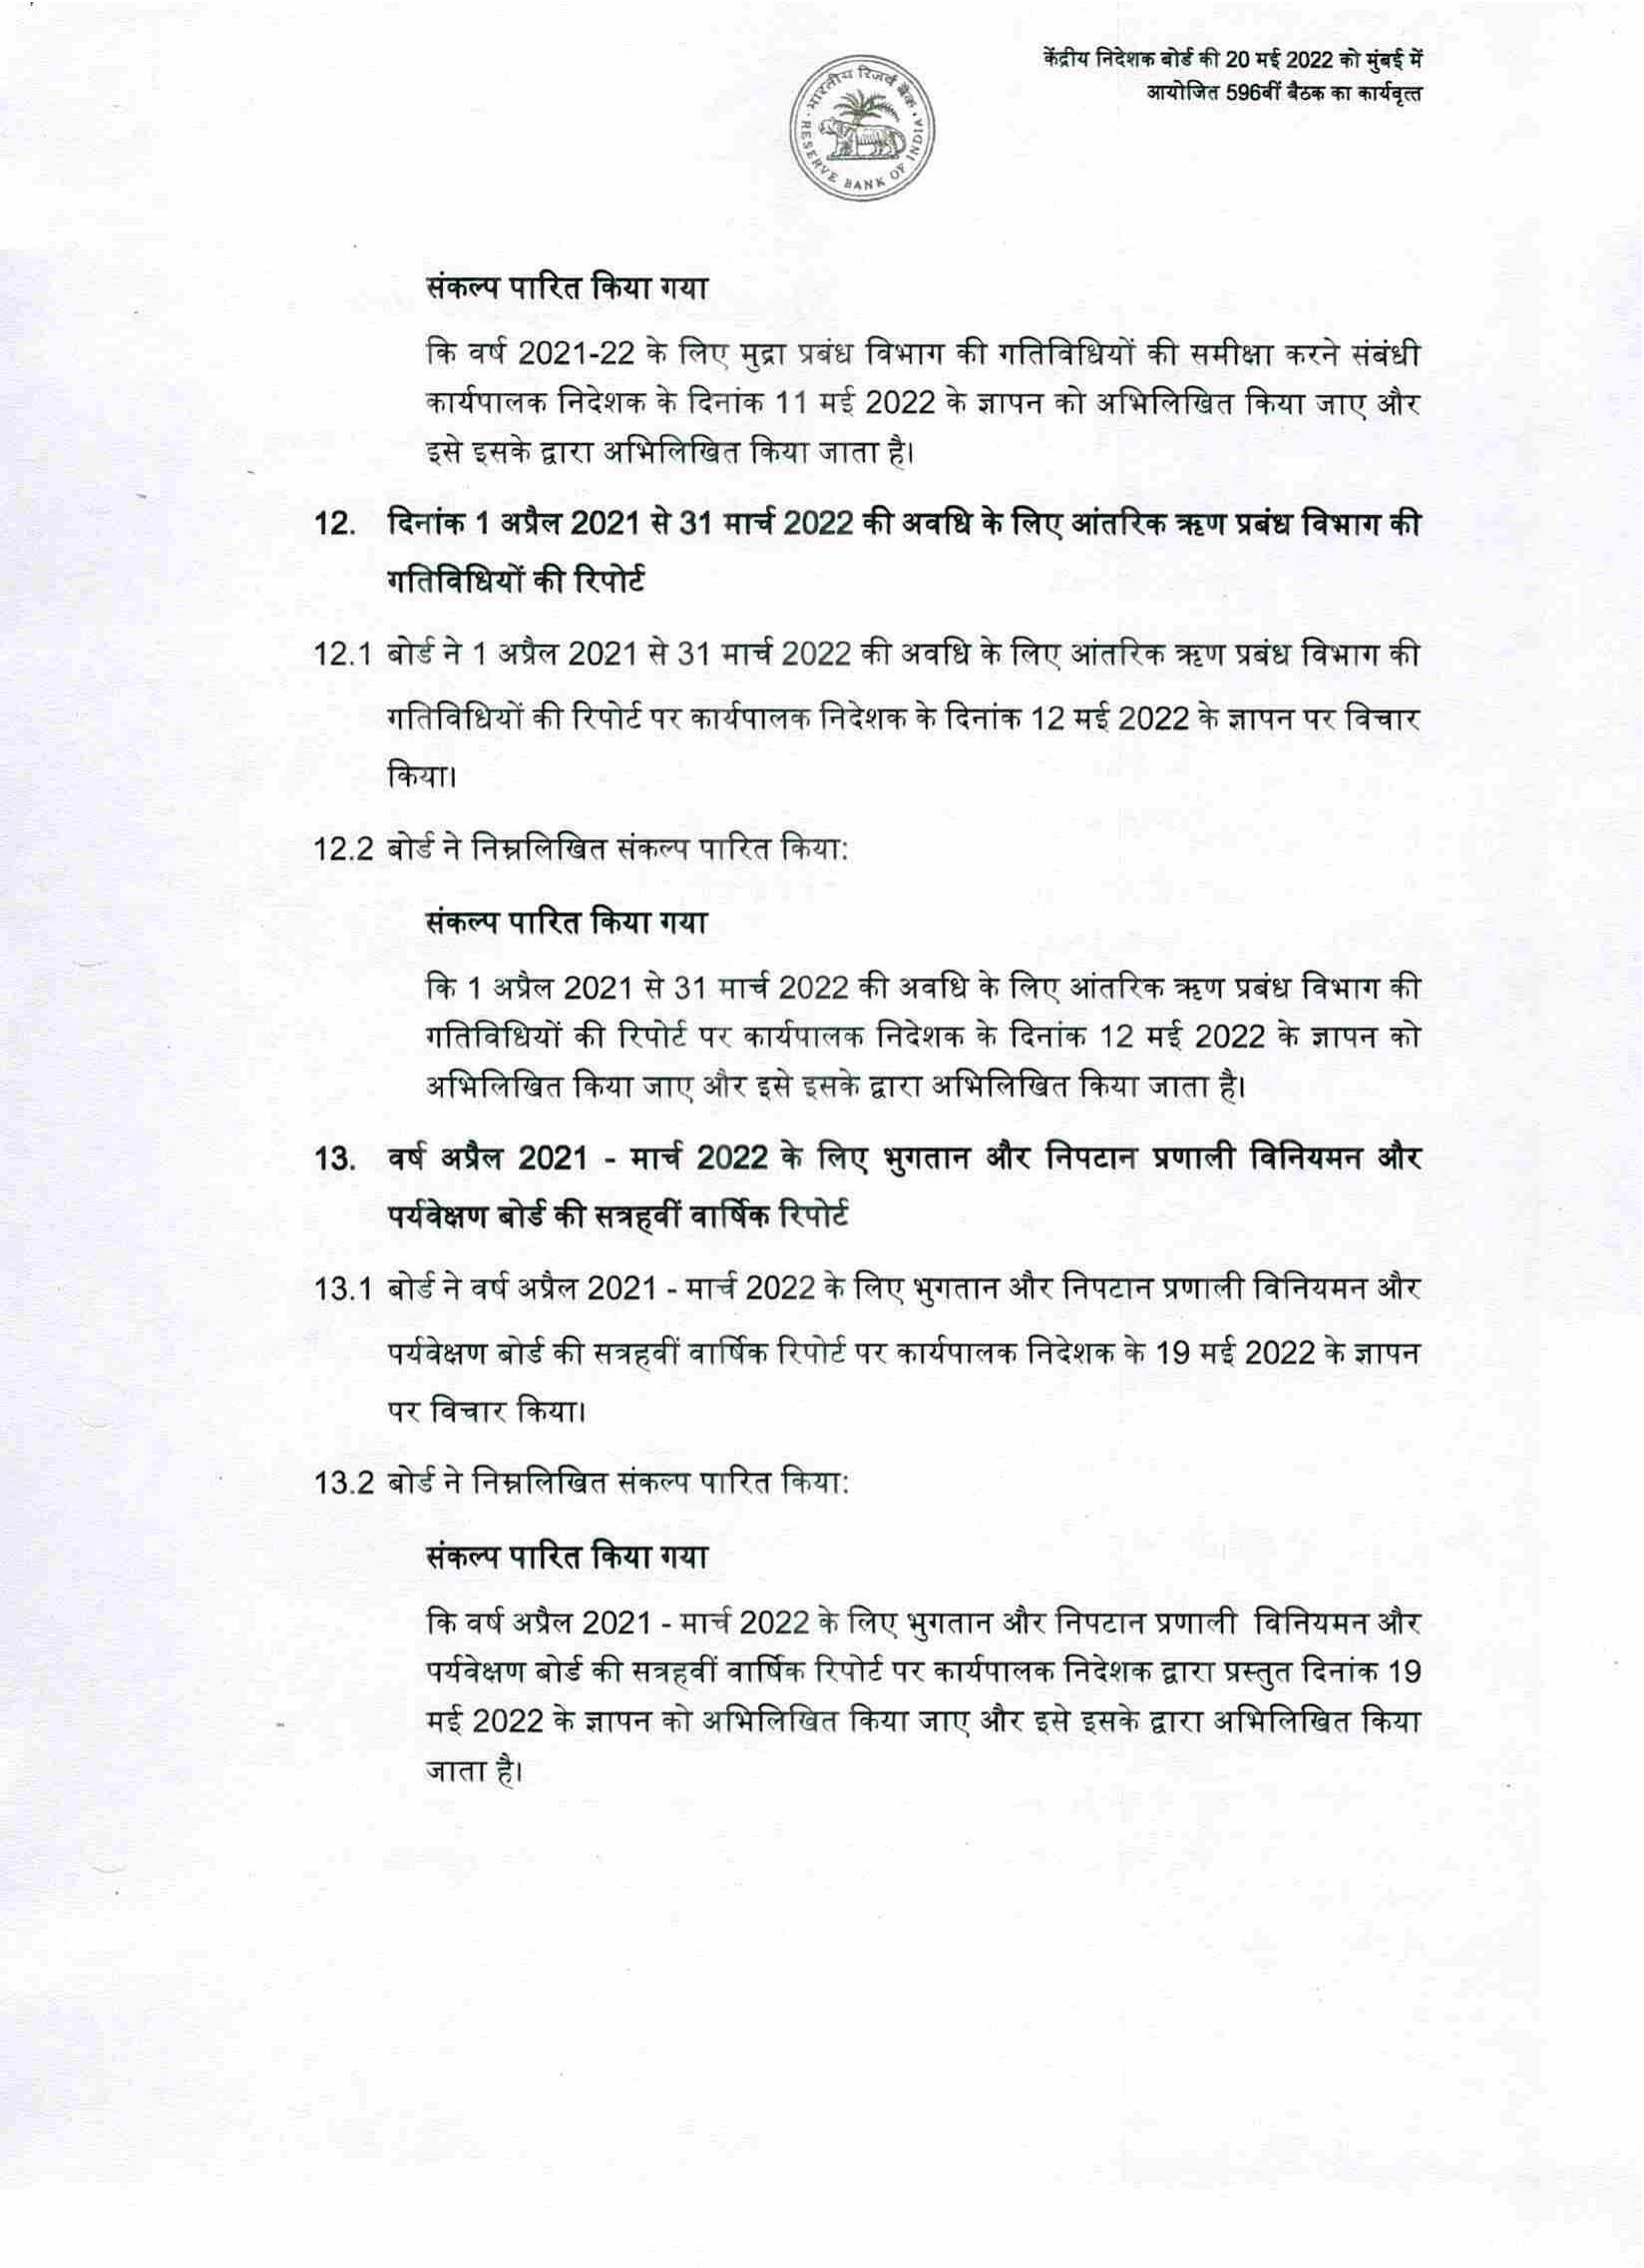 केंद्रीय निदेशक बोर्ड की 20 मई 2022 को मुंबई में
आयोजित 596वीं बैठक का कार्यवृत्त
भारतीय रिज़र्व बैंक
RESERVE BANK OF INDIA
संकल्प पारित किया गया
कि वर्ष 2021-22 के लिए मुद्रा प्रबंध विभाग की गतिविधियों की समीक्षा करने संबंधी
कार्यपालक निदेशक के दिनांक 11 मई 2022 के ज्ञापन को अभिलिखित किया जाए और
इसे इसके द्वारा अभिलिखित किया जाता है।
12. दिनांक 1 अप्रैल 2021 से 31 मार्च 2022 की अवधि के लिए आंतरिक ऋण प्रबंध विभाग की
गतिविधियों की रिपोर्ट
12.1 बोर्ड ने 1 अप्रैल 2021 से 31 मार्च 2022 की अवधि के लिए आंतरिक ऋण प्रबंध विभाग की
गतिविधियों की रिपोर्ट पर कार्यपालक निदेशक के दिनांक 12 मई 2022 के ज्ञापन पर विचार
किया।
12.2 बोर्ड ने निम्नलिखित संकल्प पारित किया:
संकल्प पारित किया गया
कि 1 अप्रैल 2021 से 31 मार्च 2022 की अवधि के लिए आंतरिक ऋण प्रबंध विभाग की
गतिविधियों की रिपोर्ट पर कार्यपालक निदेशक के दिनांक 12 मई 2022 के ज्ञापन को
अभिलिखित किया जाए और इसे इसके द्वारा अभिलिखित किया जाता है।
13. वर्ष अप्रैल 2021 - मार्च 2022 के लिए भुगतान और निपटान प्रणाली विनियमन और
पर्यवेक्षण बोर्ड की सत्रहवीं वार्षिक रिपोर्ट
13.1 बोर्ड ने वर्ष अप्रैल 2021 - मार्च 2022 के लिए भुगतान और निपटान प्रणाली विनियमन और
पर्यवेक्षण बोर्ड की सत्रहवीं वार्षिक रिपोर्ट पर कार्यपालक निदेशक के 19 मई 2022 के ज्ञापन
पर विचार किया।
13.2 बोर्ड ने निम्नलिखित संकल्प पारित किया:
संकल्प पारित किया गया
कि वर्ष अप्रैल 2021 - मार्च 2022 के लिए भुगतान और निपटान प्रणाली विनियमन और
पर्यवेक्षण बोर्ड की सत्रहवीं वार्षिक रिपोर्ट पर कार्यपालक निदेशक द्वारा प्रस्तुत दिनांक 19
मई 2022 के ज्ञापन को अभिलिखित किया जाए और इसे इसके द्वारा अभिलिखित किया
जाता है।